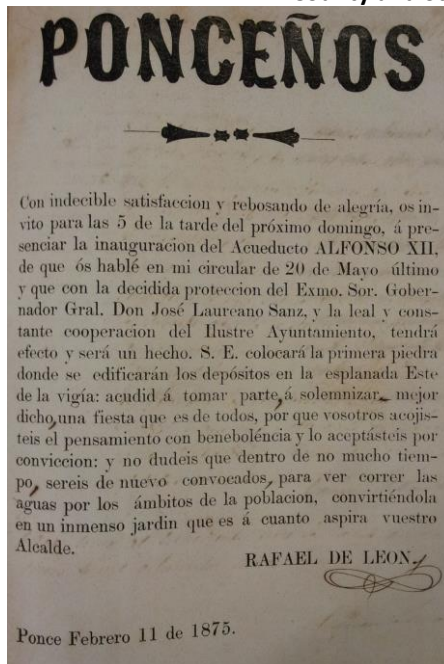 PONCEÑOS
Con indecible satisfaccion y rebosando de alegría, os in-
vito para las 5 de la tarde del próximo domingo, á pre-
senciar la inauguracion del Acueducto ALFONSO XII,
de que ós hablé en mi circular de 20 de Mayo último
y que con la decidida proteccion del Exmo. Sor. Gober-
nador Gral. Don José Laureano Sanz, y la leal y cons-
tante cooperacion del Ilustre Ayuntamiento, tendrá
efecto y será un hecho. S. E. colocará la primera piedra
donde se edificarán los depósitos en la esplanada Este
de la vigía: acudid á tomar parte, á solemnizar mejor
dicho, una fiesta que es de todos, por que vosotros acojis-
teis el pensamiento con beneboléncia y lo aceptásteis por
conviccion: y no dudeis que dentro de no mucho tiem-
po, sereis de nuevo convocados, para ver correr las
aguas por los ámbitos de la poblacion, convirtiéndola
en un inmenso jardin que es á cuanto aspira vuestro
Alcalde.
RAFAEL DE LEON.
Ponce Febrero 11 de 1875.